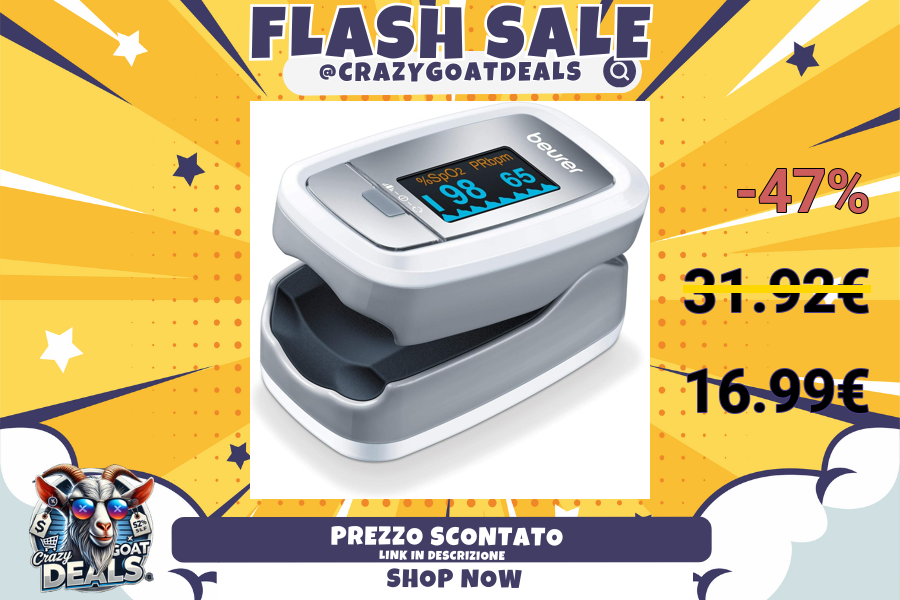 FLASH SALE
@CRAZYGOATDEALS
beurer
%SpO2 PRbpm
98 65
-47%
31.92€
16.99€
$
52%
Crazy
GOAT
DEALS
PREZZO SCONTATO
LINK IN DESCRIZIONE
SHOP NOW